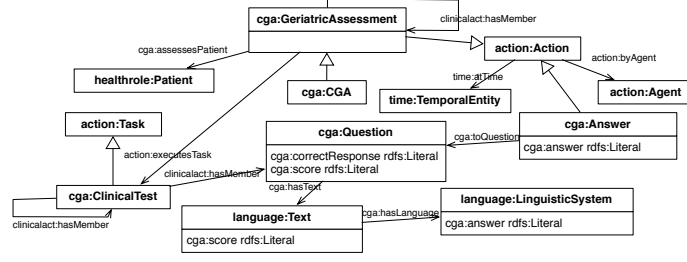 cga:GeriatricAssessment
clinicalact:hasMember
cga:assessesPatient
action:Action
action:byAgent
healthrole:Patient
time:atTime
cga:CGA
time:TemporalEntity
action:Agent
action:Task
cga:Question
cga:toQuestion
cga:Answer
cga:answer rdfs:Literal
action:executesTask
cga:correctResponse rdfs:Literal
cga:score rdfs:Literal
clinicalact:hasMember
cga:hasText
cga:ClinicalTest
language:LinguisticSystem
cga:answer rdfs:Literal
language:Text
cga:hasLanguage
clinicalact:hasMember
cga:score rdfs:Literal